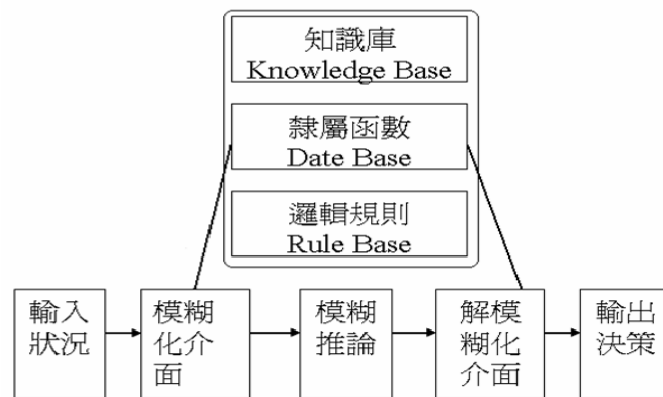 知識庫
Knowledge Base
隸屬函數
Date Base
邏輯規則
Rule Base
輸入
狀況
模糊
化介
面
模糊
推論
解模
糊化
介面
輸出
決策